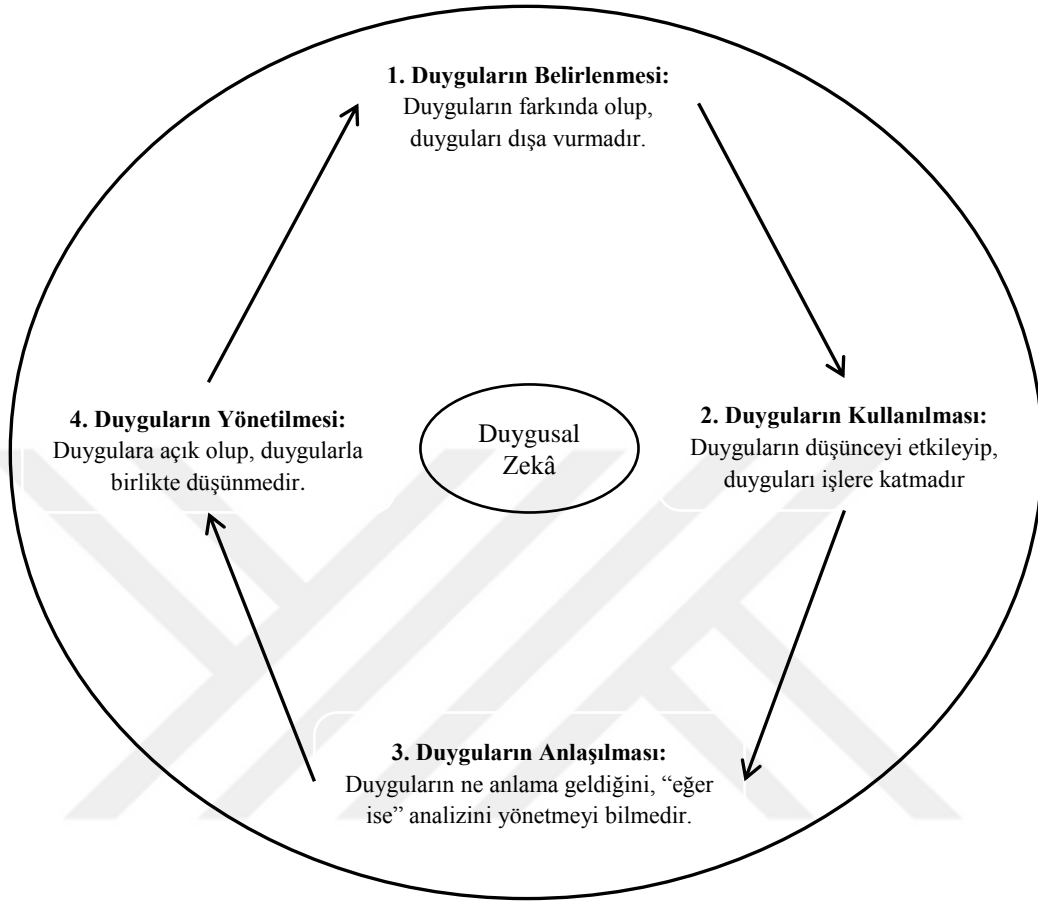 1. Duyguların Belirlenmesi:
Duyguların farkında olup,
duyguları dışa vurmadır.
4. Duyguların Yönetilmesi:
Duygulara açık olup, duygularla
birlikte düşünmedir.
Duygusal
Zekâ
2. Duyguların Kullanılması:
Duyguların düşünceyi etkileyip,
duyguları işlere katmadır
3. Duyguların Anlaşılması:
Duyguların ne anlama geldiğini, “eğer
ise” analizini yönetmeyi bilmedir.